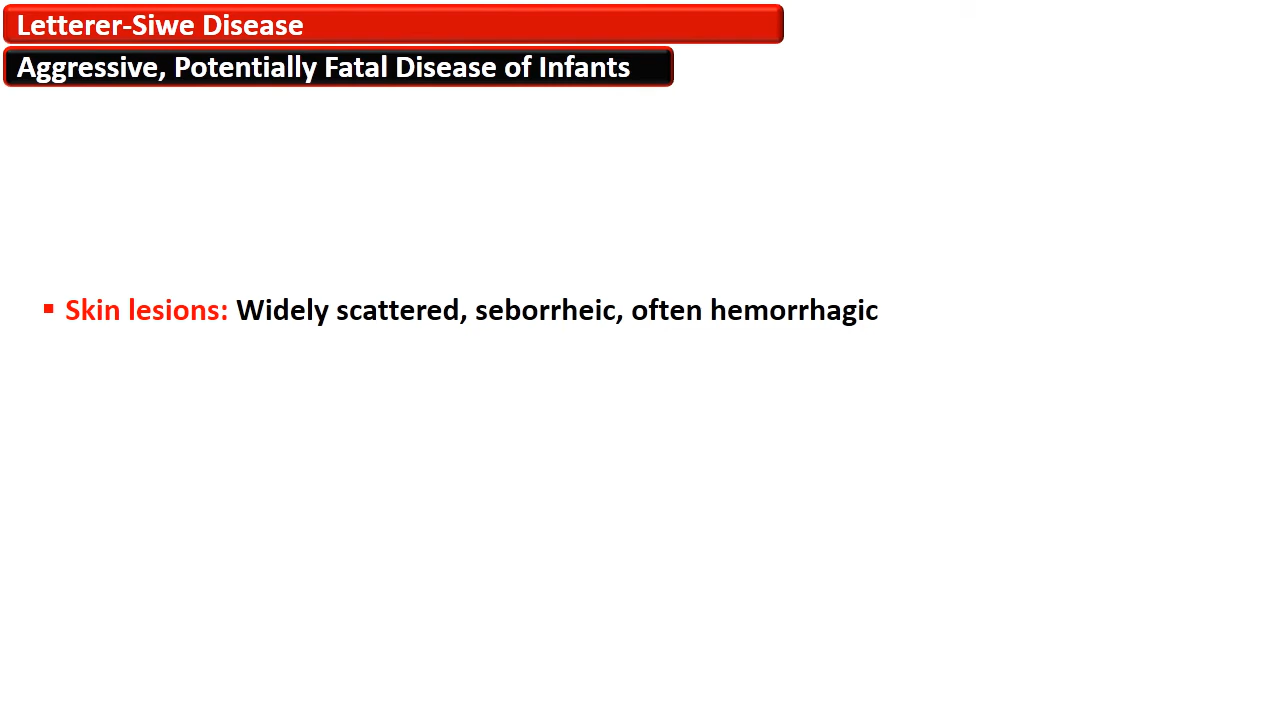 Letterer-Siwe Disease
Aggressive, Potentially Fatal Disease of Infants
▪ Skin lesions: Widely scattered, seborrheic, often hemorrhagic